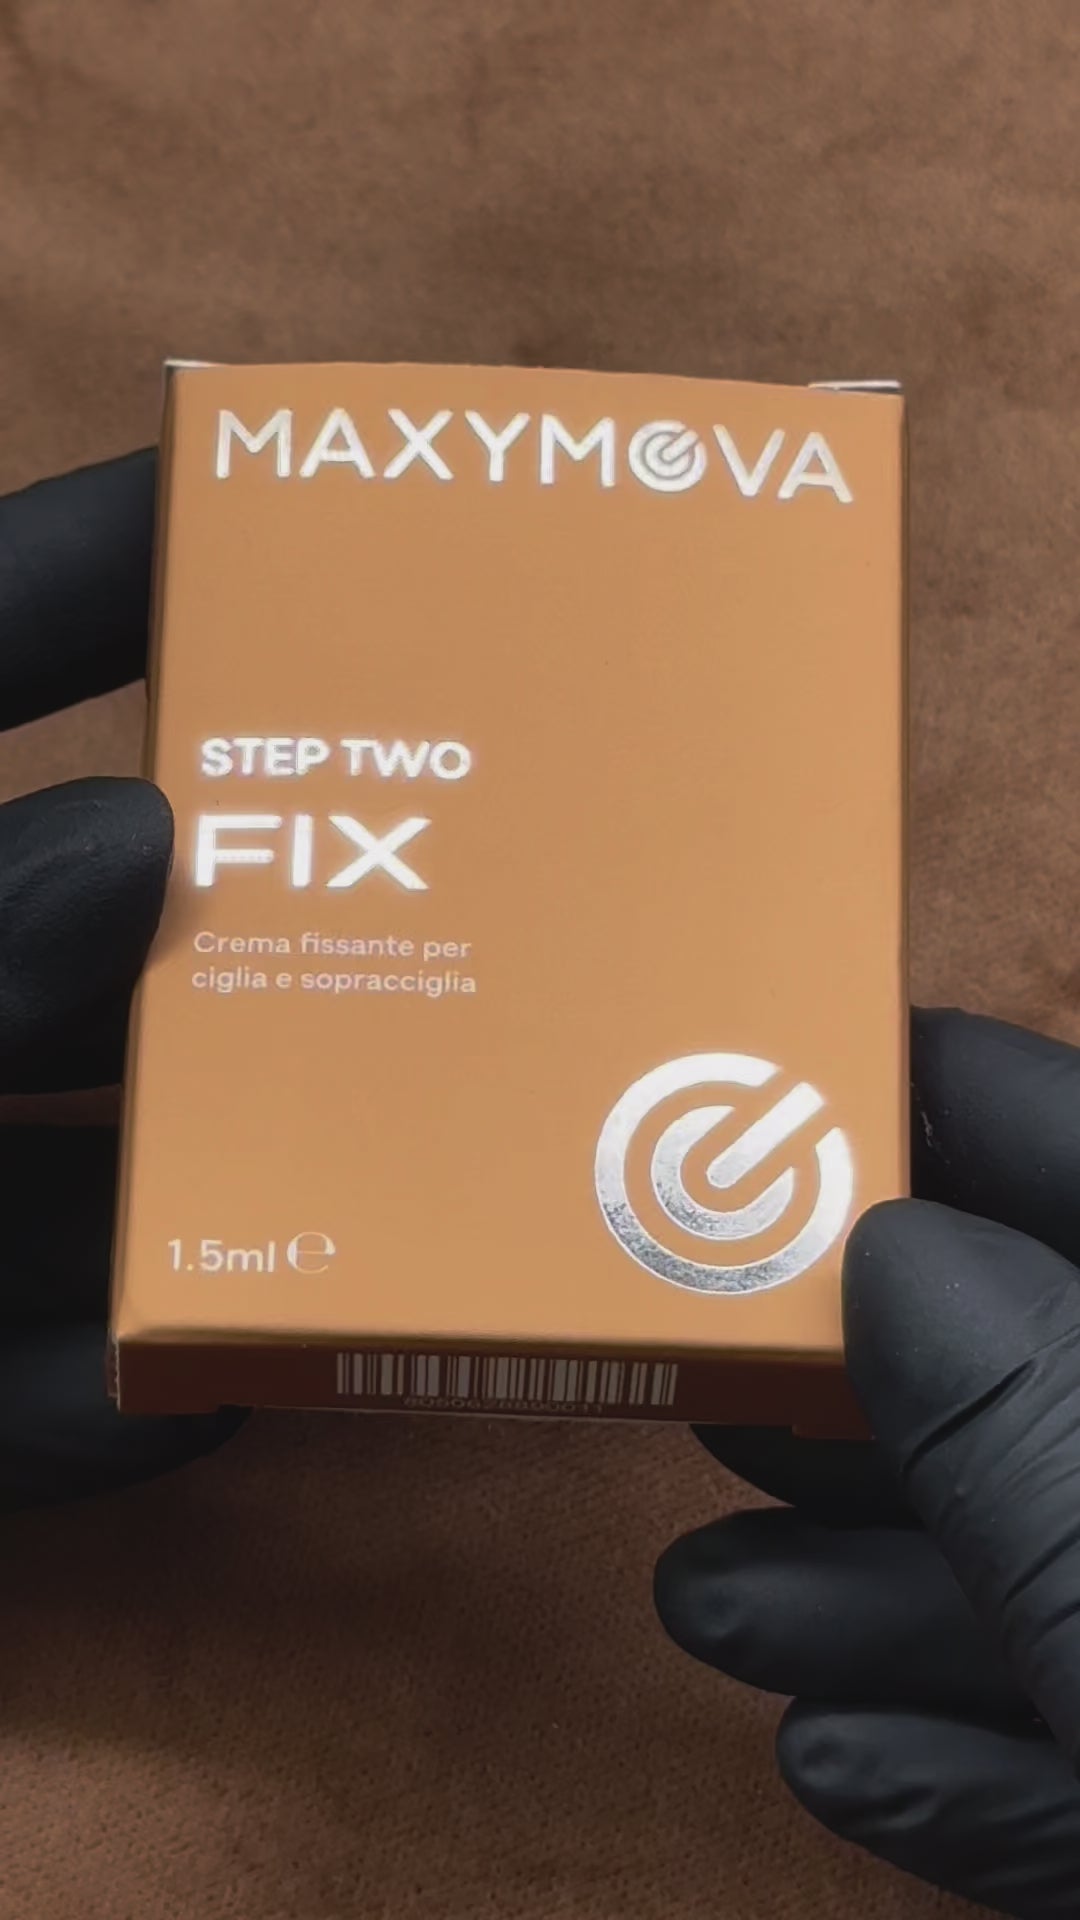 MAXYMOVA
STEP TWO
FIX
Crema fissante per
ciglia e sopracciglia
1.5ml ℮